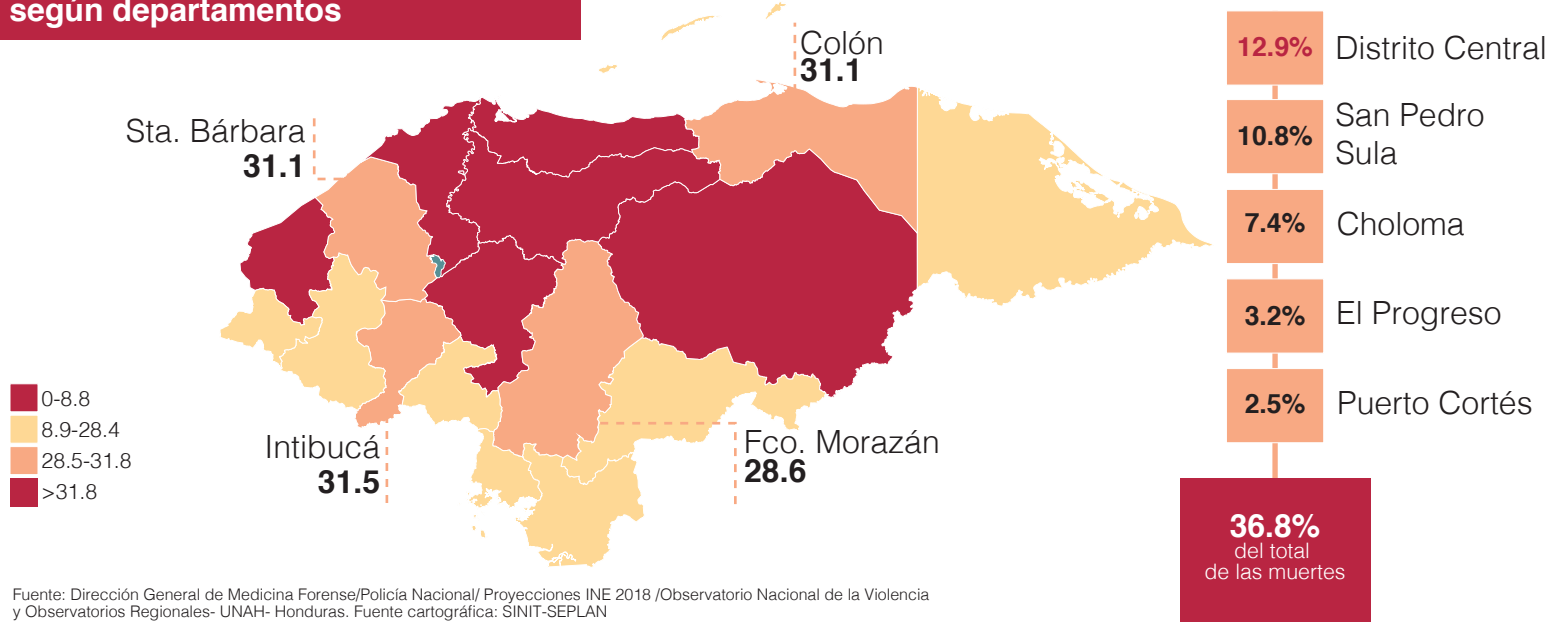 según departamentos
Colón
31.1
Sta. Bárbara
31.1
Intibucá
31.5
Fco. Morazán
28.6
0-8.8
8.9-28.4
28.5-31.8
>31.8
12.9%
Distrito Central
10.8%
San Pedro
Sula
7.4%
Choloma
3.2%
El Progreso
2.5%
Puerto Cortés
36.8%
del total
de las muertes
Fuente: Dirección General de Medicina Forense/Policía Nacional/ Proyecciones INE 2018 /Observatorio Nacional de la Violencia
y Observatorios Regionales- UNAH- Honduras. Fuente cartográfica: SINIT-SEPLAN